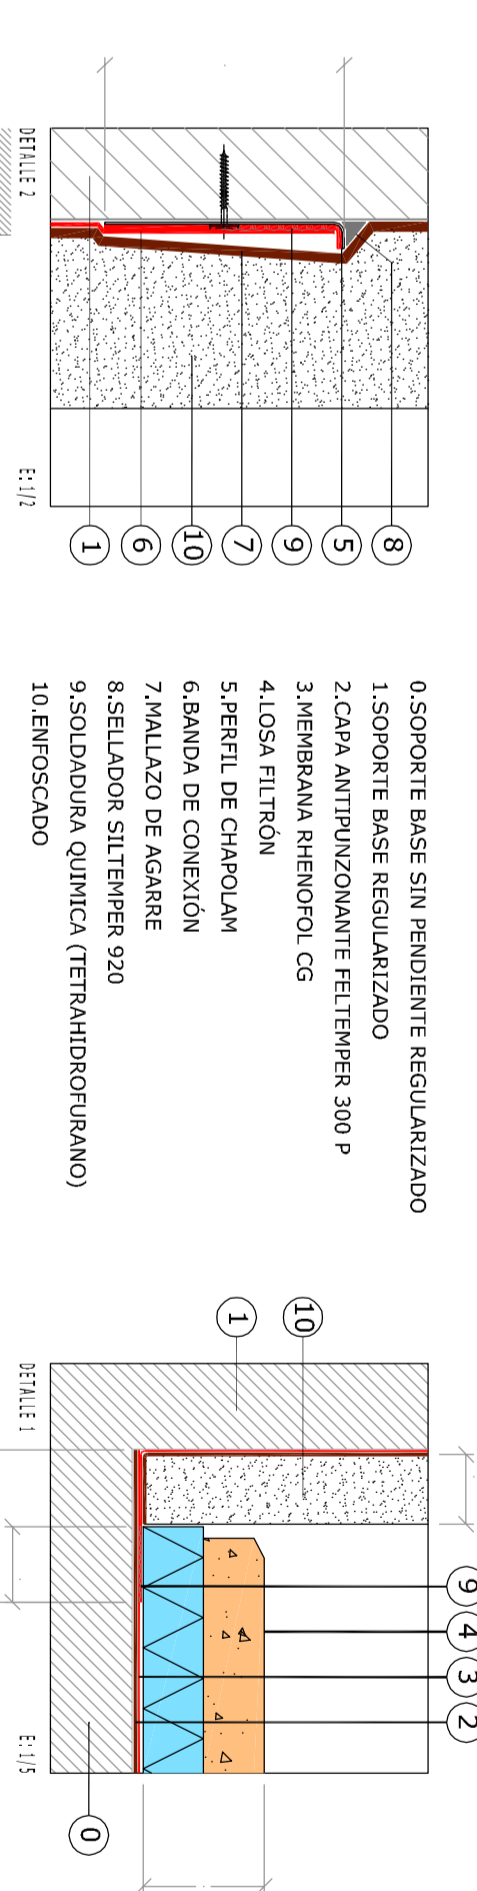 DETALLE 2
E: 1/2
8
5
9
7
10
6
1
0.SOPORTE BASE SIN PENDIENTE REGULARIZADO
1.SOPORTE BASE REGULARIZADO
2.CAPA ANTIPUNZONANTE FELTEMPER 300 P
3.MEMBRANA RHENOFOL CG
4.LOSA FILTRÓN
5.PERFIL DE CHAPOLAM
6.BANDA DE CONEXIÓN
7.MALLAZO DE AGARRE
8.SELLADOR SILTEMPER 920
9.SOLDADURA QUIMICA (TETRAHIDROFURANO)
10.ENFOSCADO
10
1
9
4
3
2
0
DETALLE 1
E: 1/5